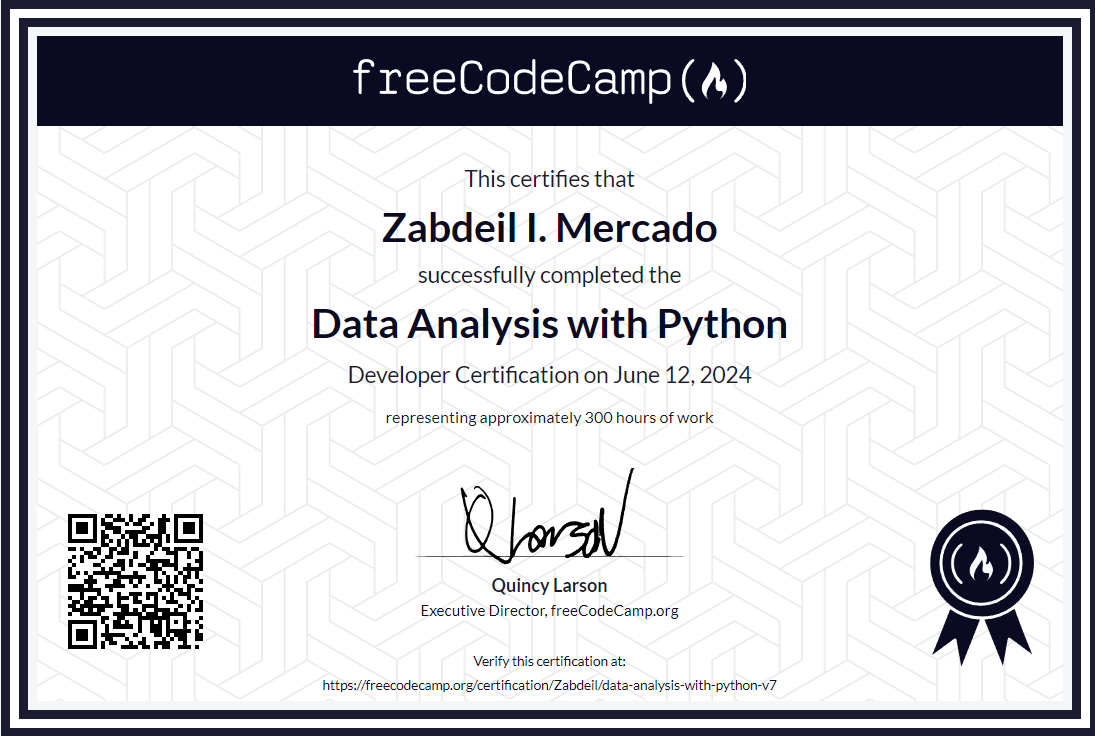 freeCodeCamp
This certifies that
Zabdeil I. Mercado
successfully completed the
Data Analysis with Python
Developer Certification on June 12, 2024
representing approximately 300 hours of work
Q Larson
Quincy Larson
Executive Director, freeCodeCamp.org
Verify this certification at:
https://freecodecamp.org/certification/Zabdeil/data-analysis-with-python-v7